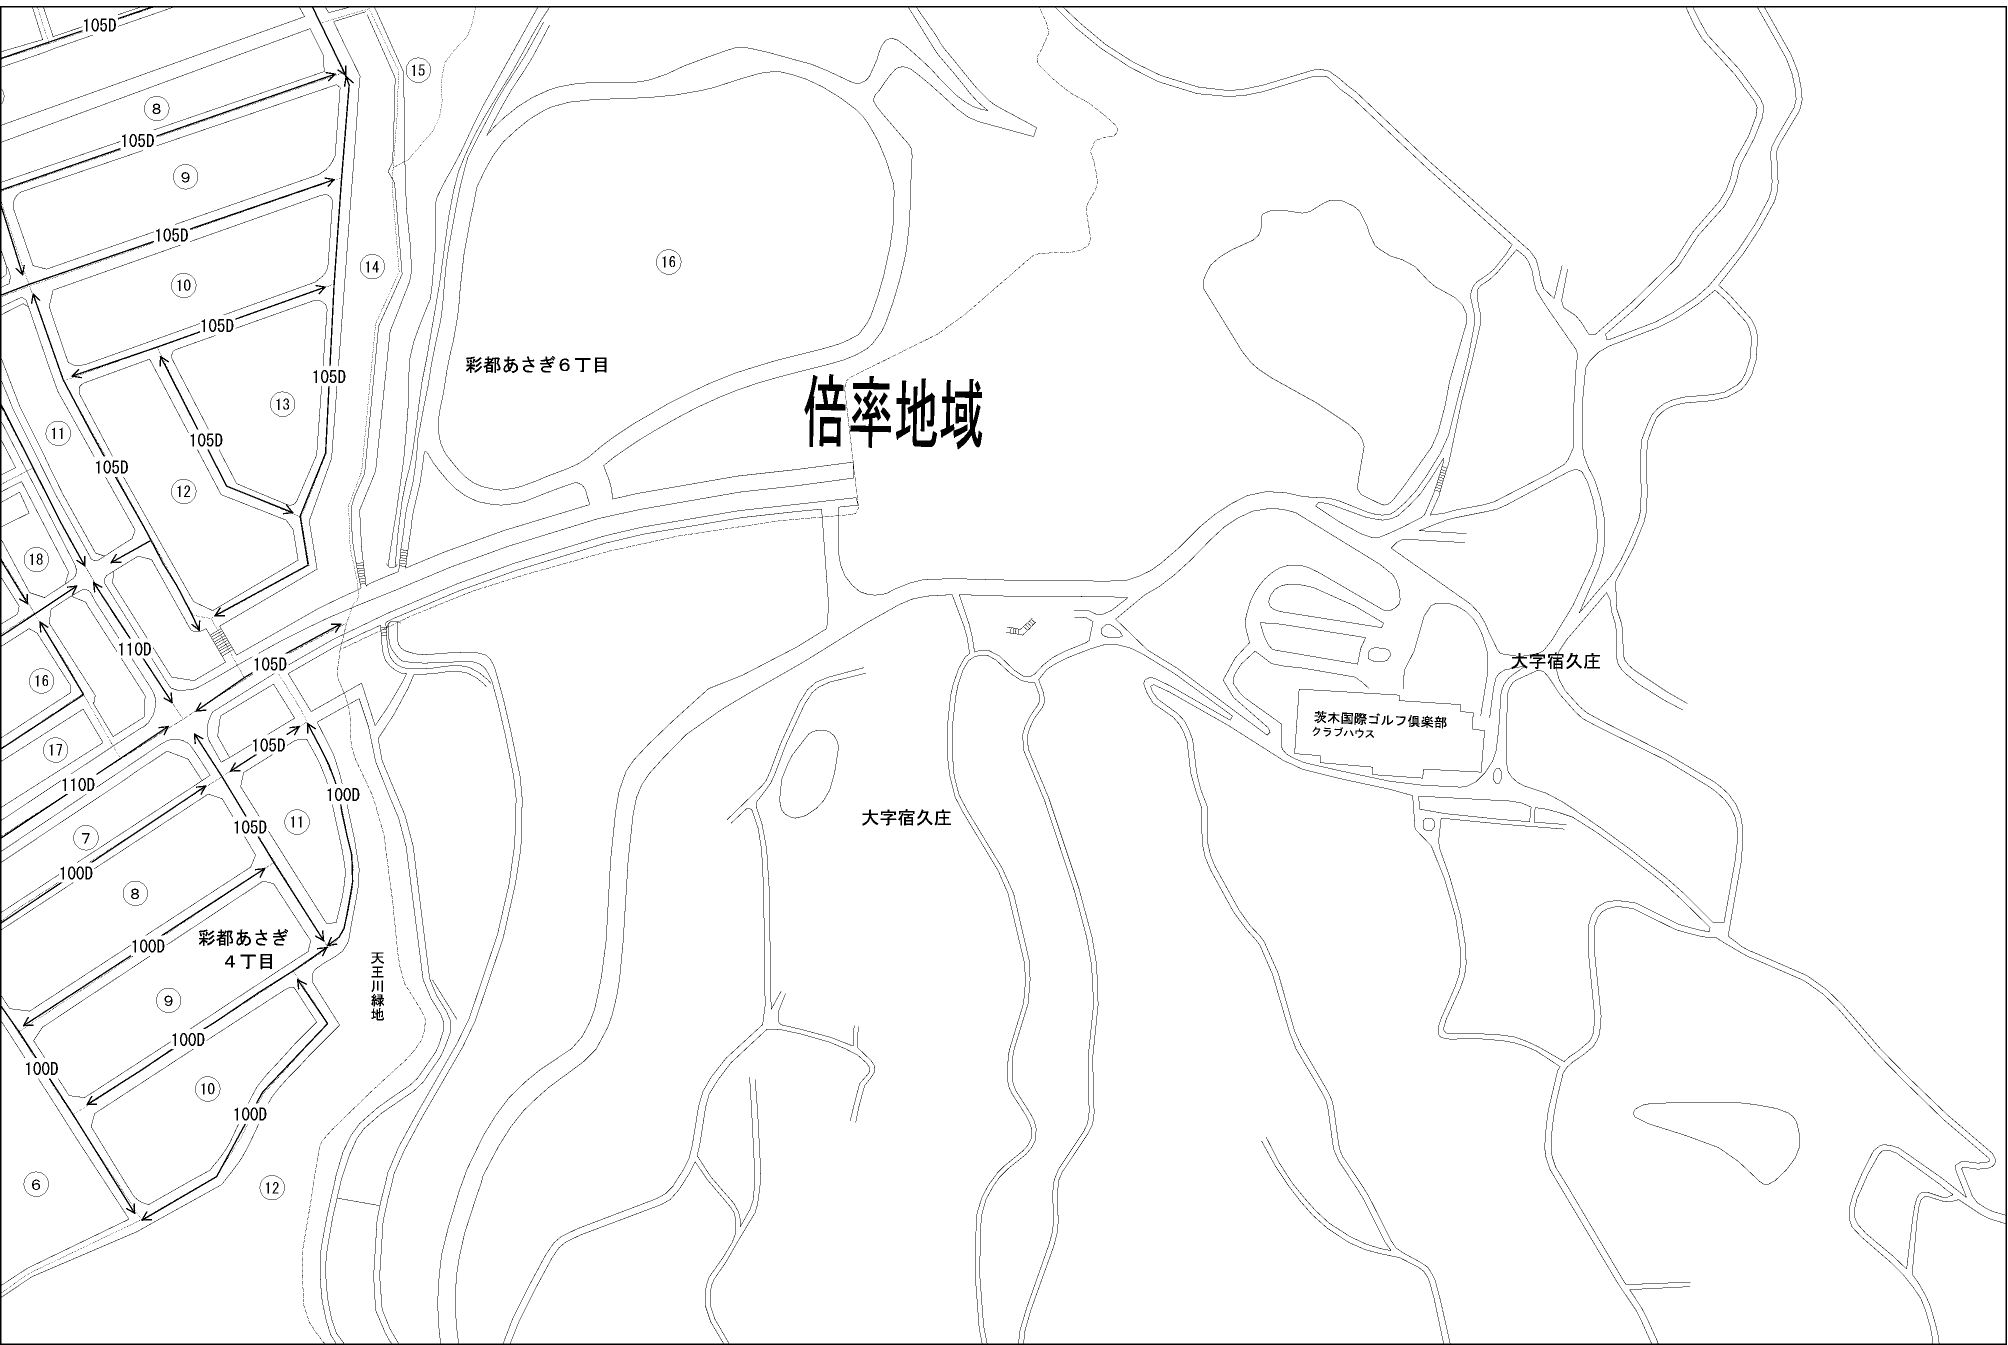 105D
⑮
⑧
105D
⑨
105D
⑯
⑭
⑩
105D
彩都あさぎ6丁目
105D
倍率地域
⑬
⑪
105D
105D
⑫
⑱
110D
105D
大字宿久庄
⑯
茨木国際ゴルフ倶楽部
クラブハウス
⑰
105D
110D
100D
大字宿久庄
105D
⑪
⑦
100D
⑧
彩都あさぎ
4丁目
100D
天王川緑地
⑨
100D
100D
⑩
100D
⑥
⑫